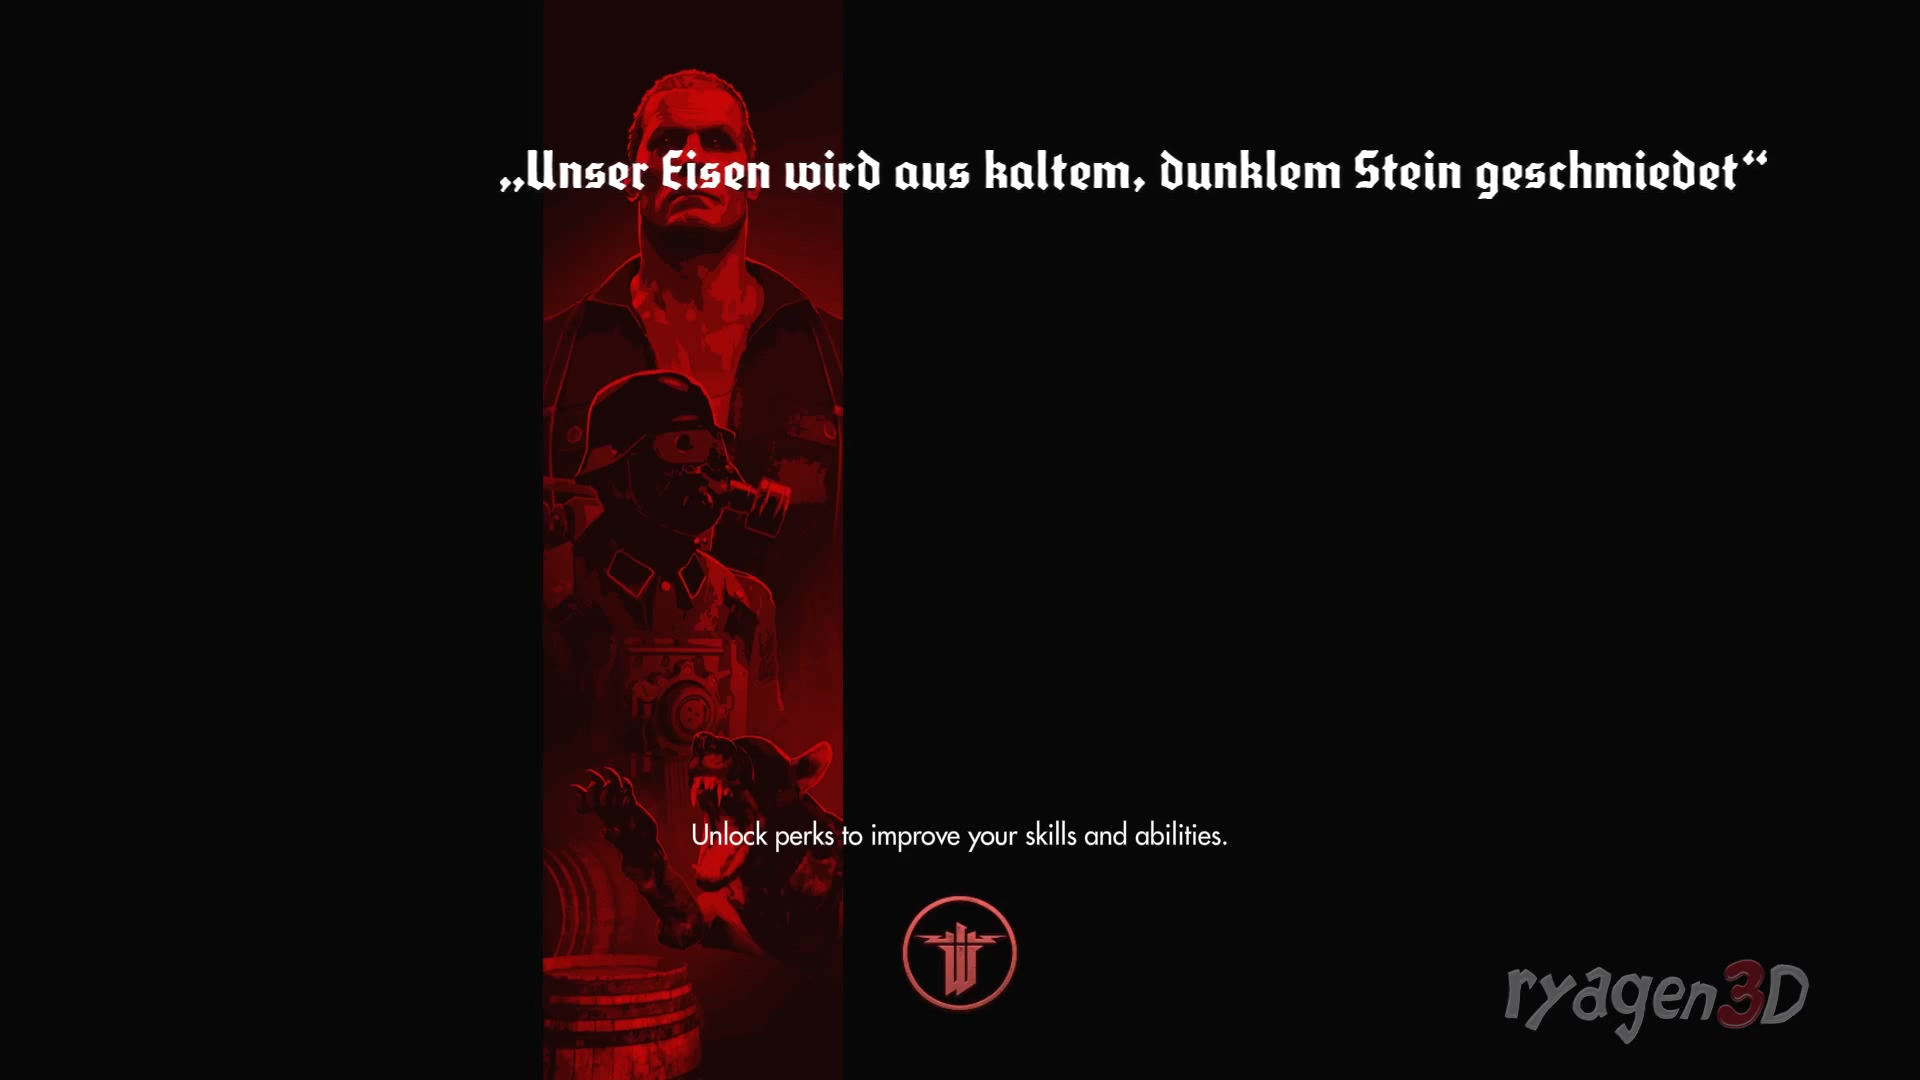 „Unser Eisen wird aus kaltem, dunklem Stein geschmiedet“
Unlock perks to improve your skills and abilities.
ryagen3D